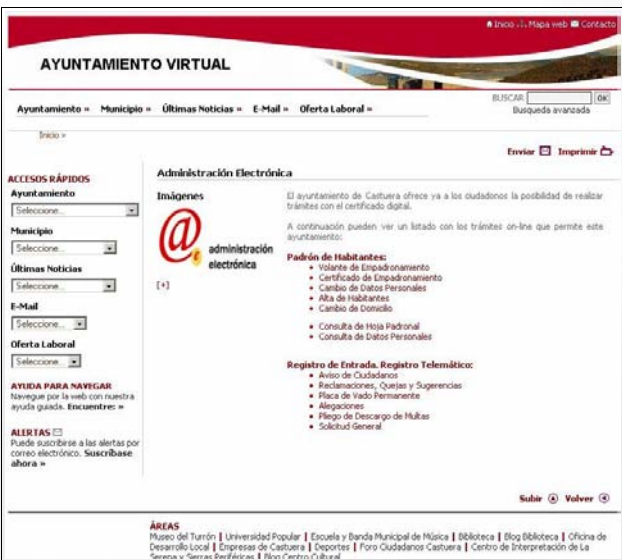 Inicio Mapa web Contacto
AYUNTAMIENTO VIRTUAL
BUSCAR OK
Busqueda avanzada
Ayuntamiento » Municipio » Últimas Noticias » E-Mail » Oferta Laboral »
Inicio »
Enviar Imprimir
ACCESOS RÁPIDOS
Ayuntamiento
Seleccione...
Municipio
Seleccione...
Últimas Noticias
Seleccione...
E-Mail
Seleccione...
Oferta Laboral
Seleccione...
AYUDA PARA NAVEGAR
Navegue por la web con nuestra
ayuda guiada. Encuentre: »
ALERTAS
Puede suscribirse a las alertas por
correo electrónico. Suscríbase
ahora »
Administración Electrónica
Imágenes
@ administración
electrónica
[+]
El ayuntamiento de Castuera ofrece ya a los ciudadonos la posibilidad de realizar
trámites con el certificado digital.
A continuación pueden ver un listado con los trámites on-line que permite este
ayuntamiento:
Padrón de Habitantes:
• Volante de Empadronamiento
• Certificado de Empadronamiento
• Cambio de Datos Personales
• Alta de Habitantes
• Cambio de Domicilio
• Consulta de Hoja Padronal
• Consulta de Datos Personales
Registro de Entrada. Registro Telemático:
• Aviso de Ciudadanos
• Reclamaciones, Quejas y Sugerencias
• Placa de Vado Permanente
• Alegaciones
• Pliego de Descargo de Multas
• Solicitud General
Subir Volver
ÁREAS
Museo del Turrón | Universidad Popular | Escuela y Banda Municipal de Música | Biblioteca | Blog Biblioteca | Oficina de
Desarrollo Local | Empresas de Castuera | Deportes | Foro Ciudadanos Castuera | Centro de Interpretación de La
Serena y Sierras Periféricas | Blog Centro Cultural